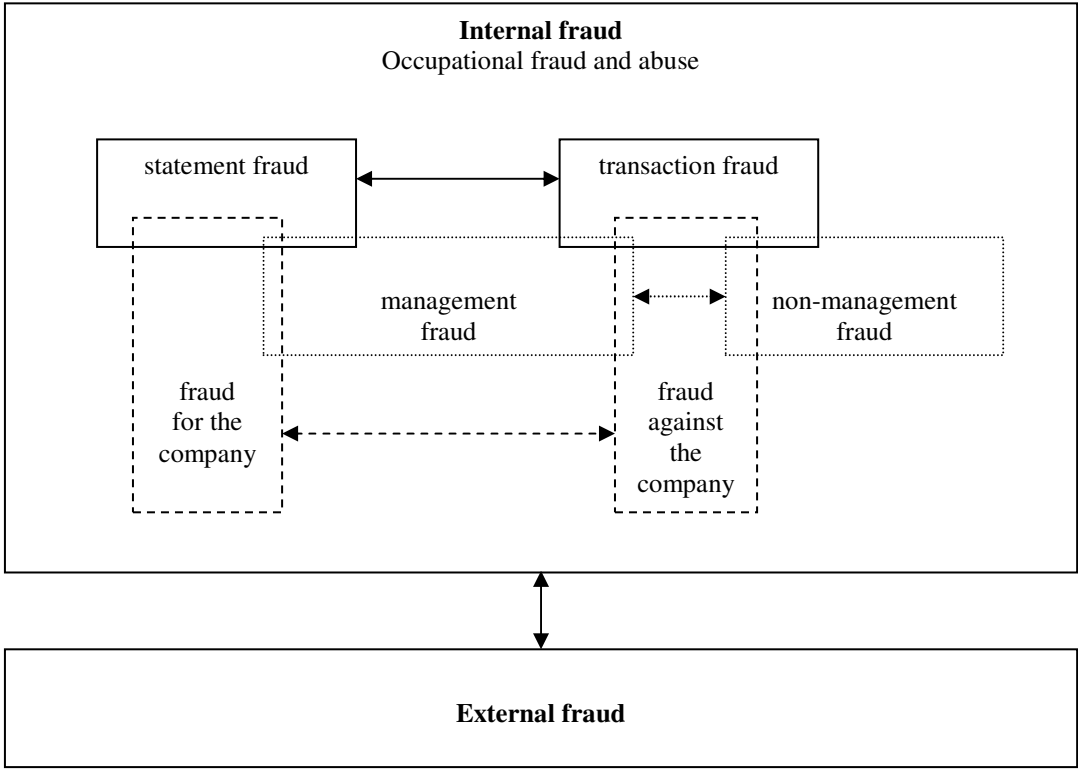 Internal fraud
Occupational fraud and abuse
statement fraud
transaction fraud
management
fraud
non-management
fraud
fraud
for the
company
fraud
against
the
company
External fraud